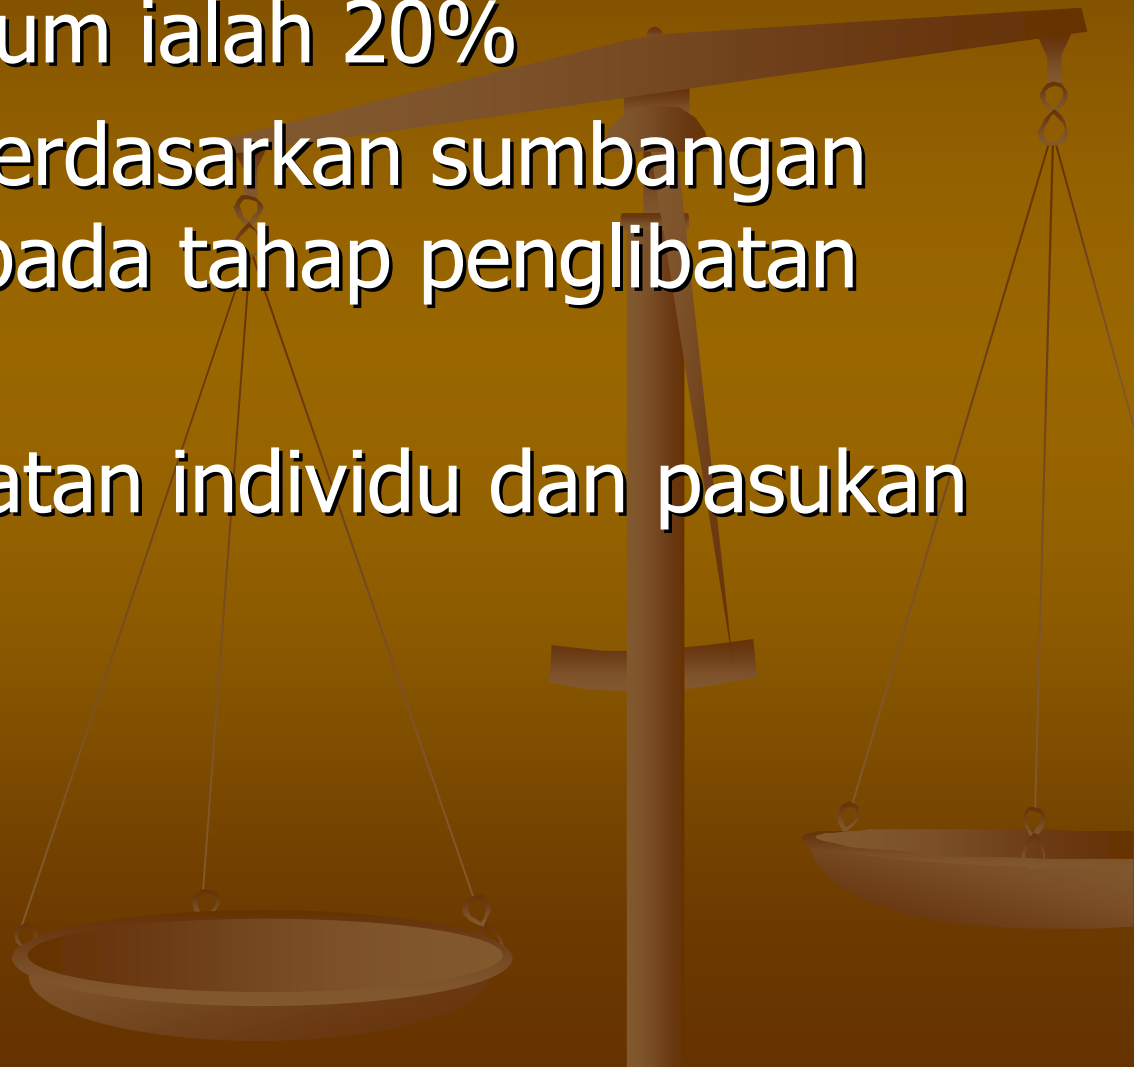 um ialah 20%
erdasarkan sumbangan
pada tahap penglibatan
atan individu dan pasukan